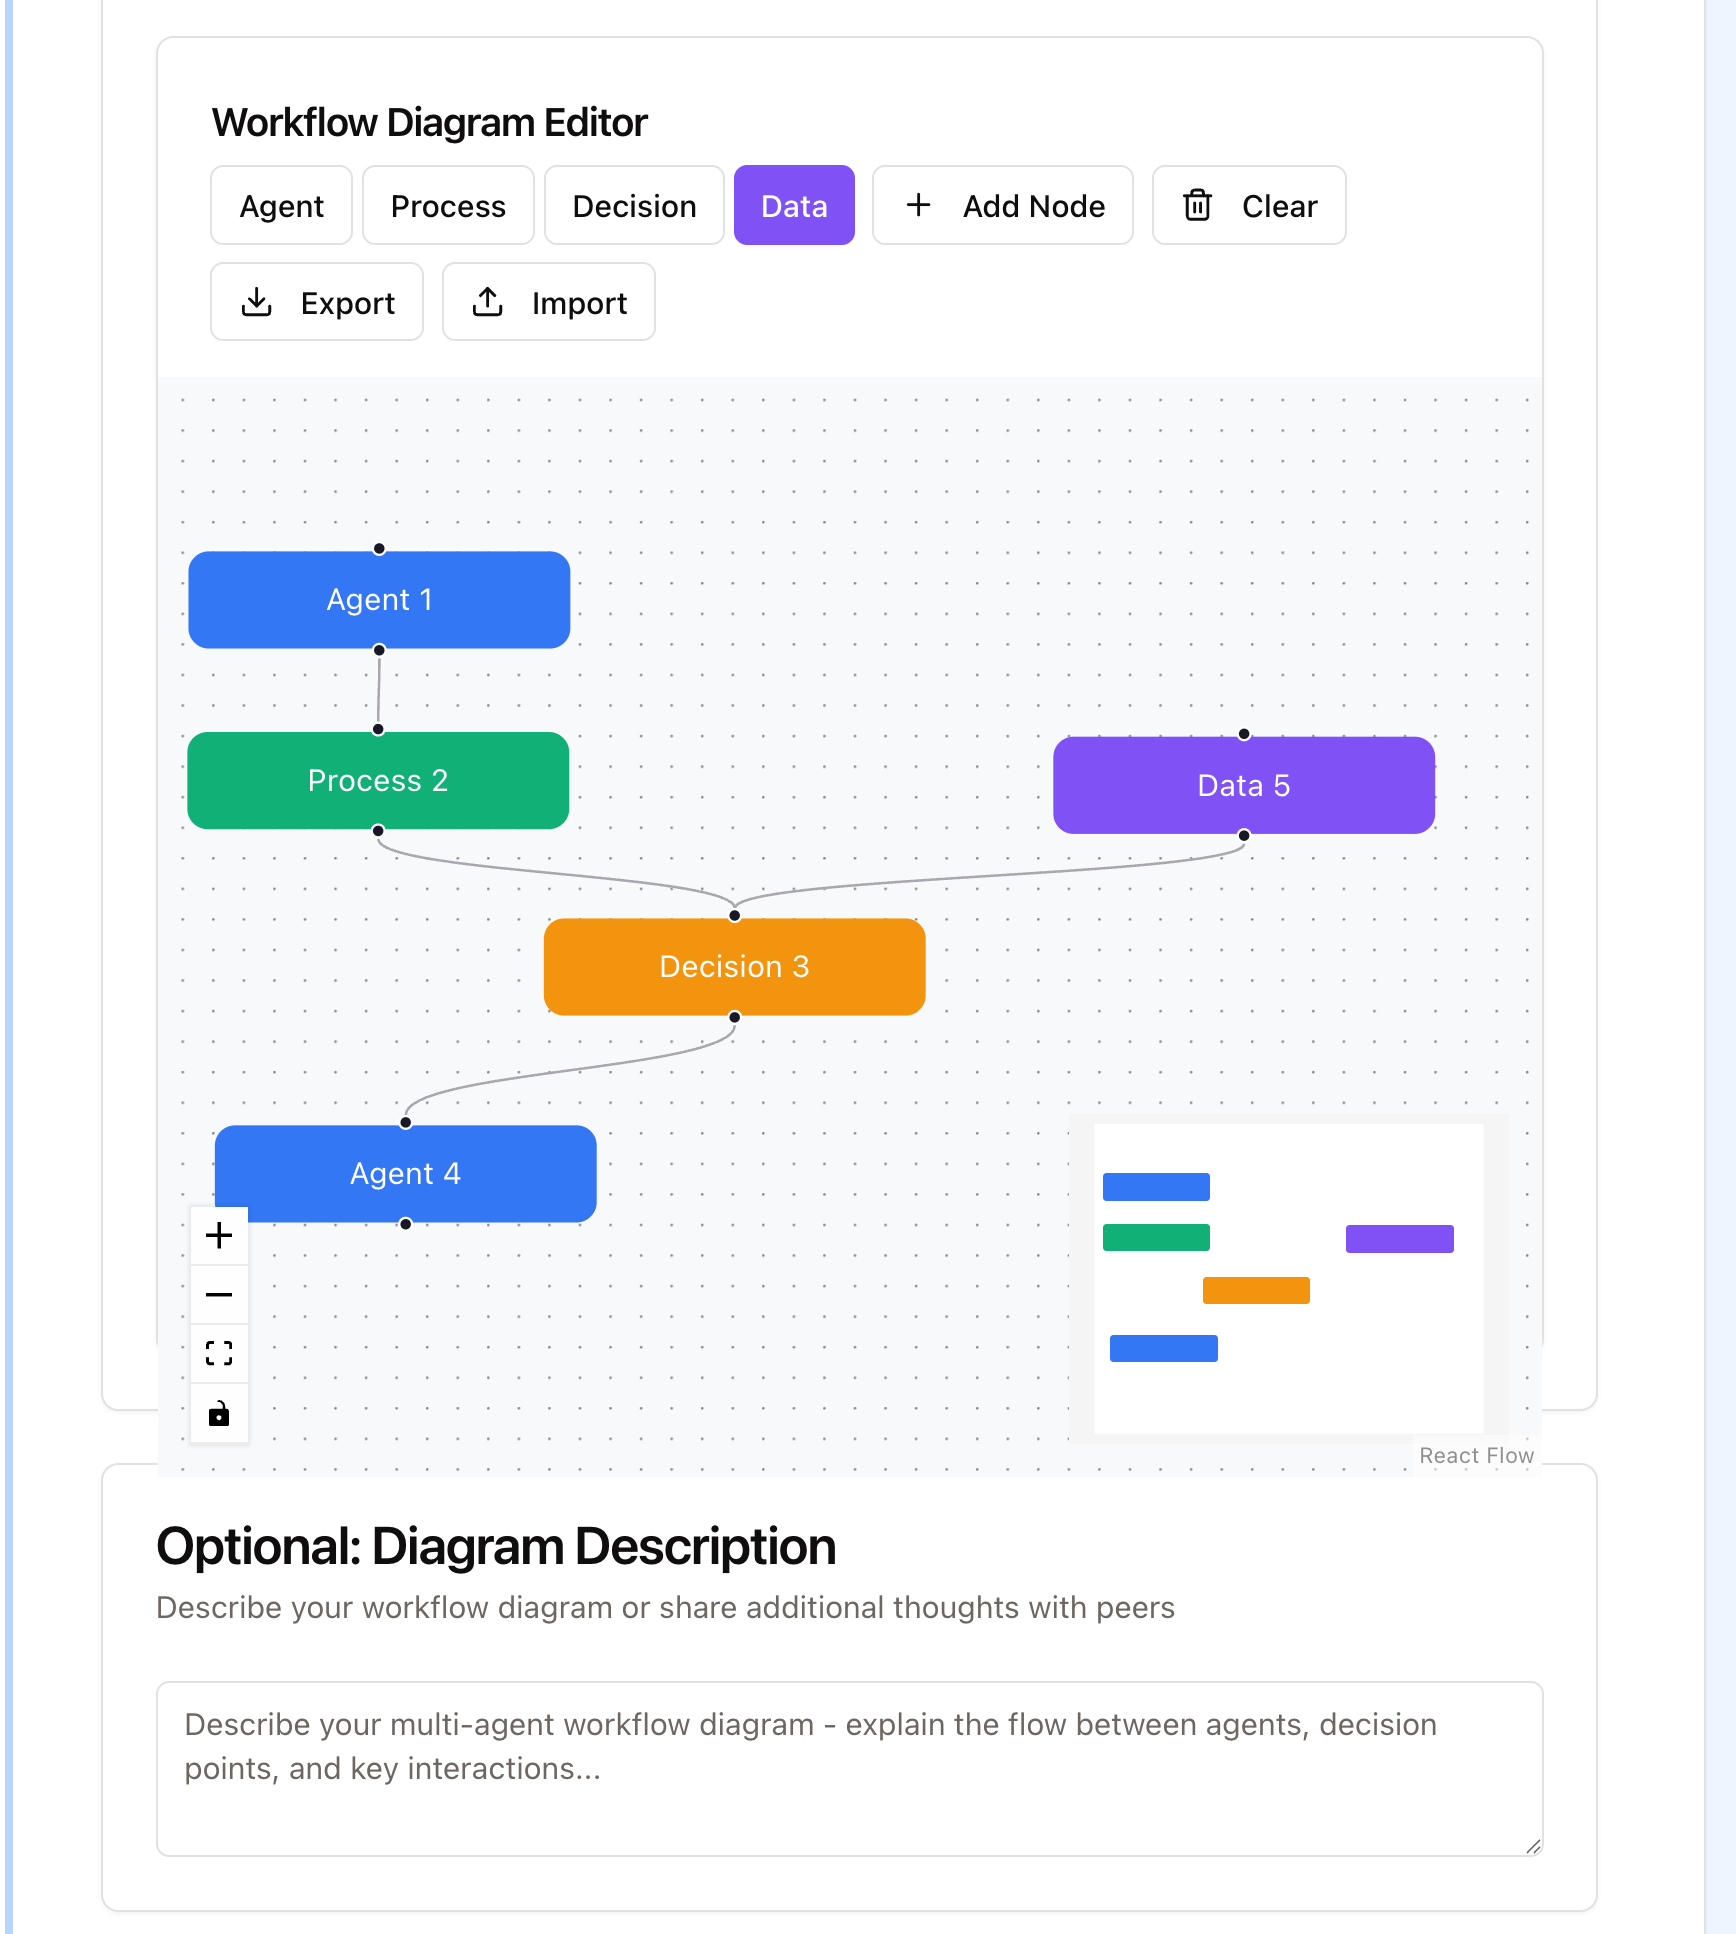 Workflow Diagram Editor
Agent Process Decision Data Add Node Clear
Export Import
Agent 1
Process 2
Data 5
Decision 3
Agent 4
React Flow
Optional: Diagram Description
Describe your workflow diagram or share additional thoughts with peers
Describe your multi-agent workflow diagram - explain the flow between agents, decision
points, and key interactions...